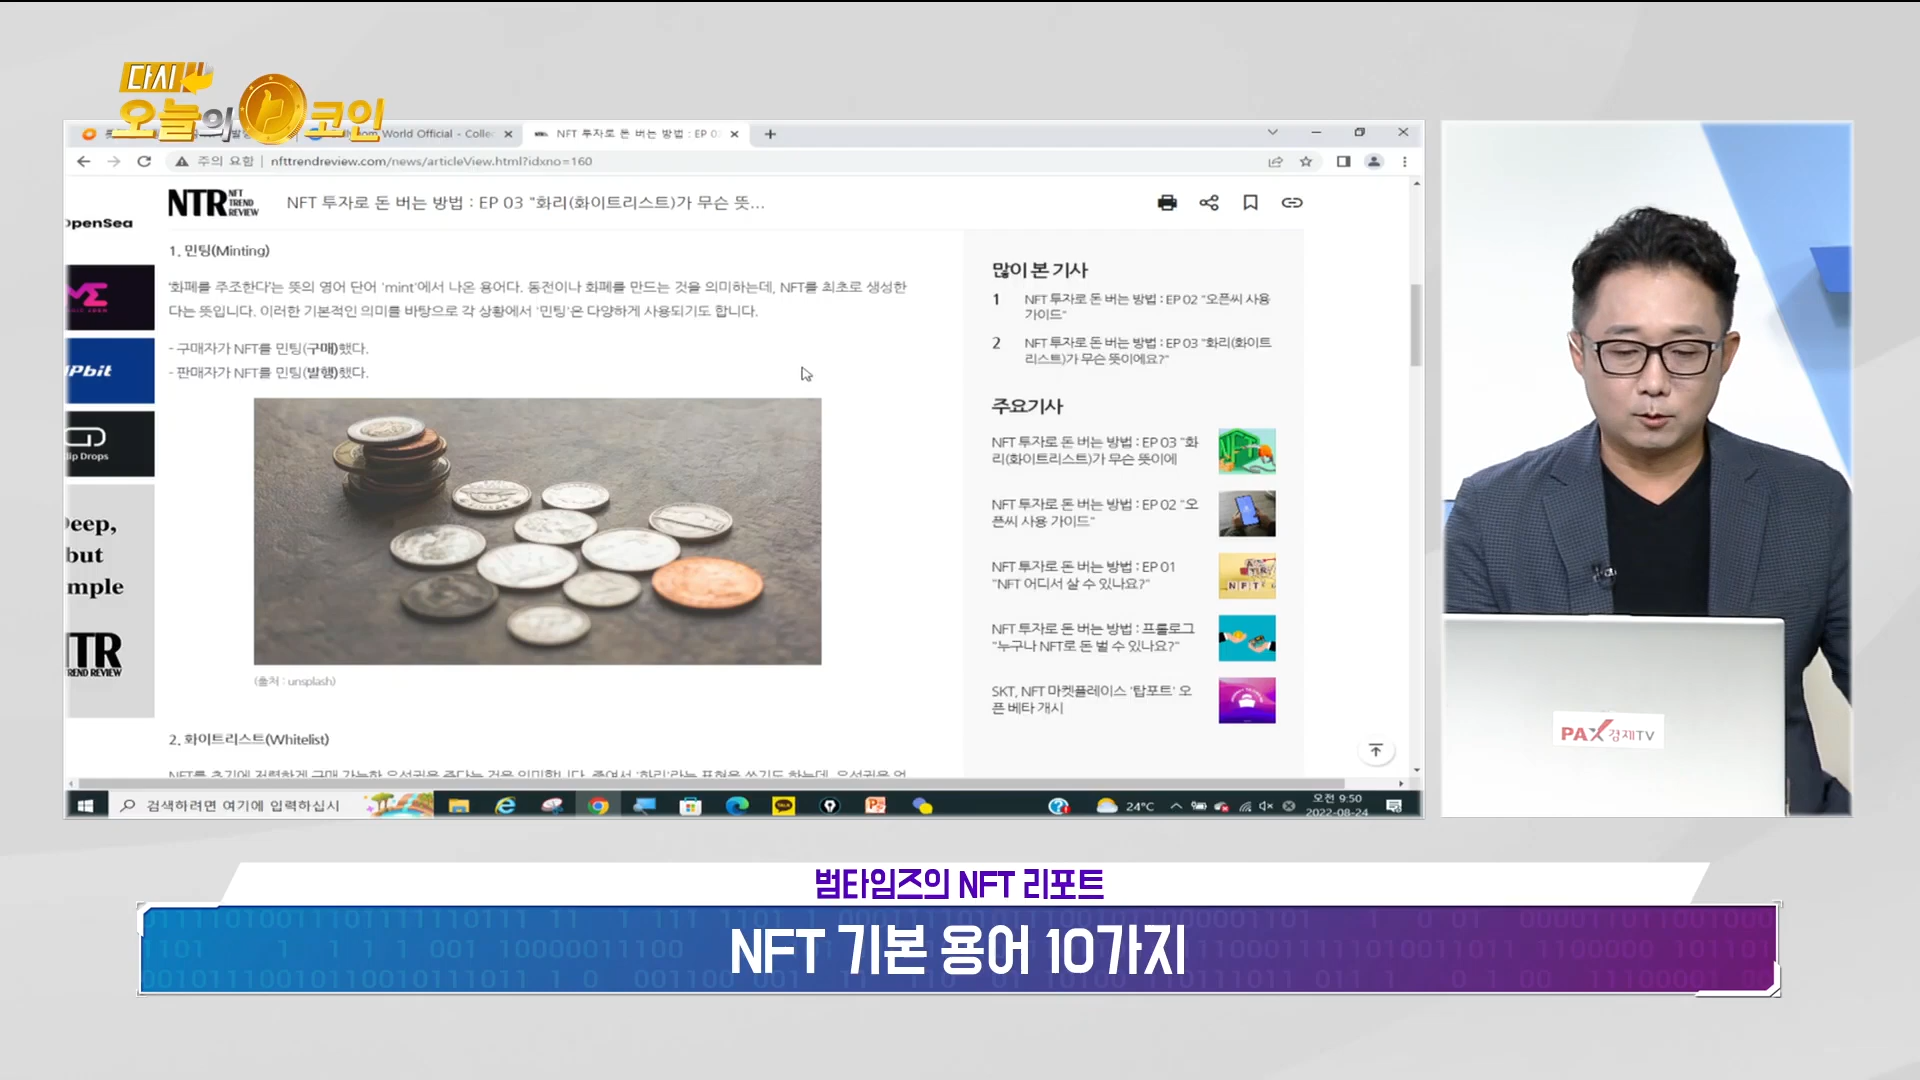 다시
오늘의 코인
World Official - Collec
NFT 투자로 돈 버는 방법 : EP 0
주의 요함
nfttrendreview.com/news/articleView.html?idxno=160
NTR NFT TREND REVIEW
NFT 투자로 돈 버는 방법 : EP 03 "화리(화이트리스트)가 무슨 뜻...
OpenSea
UPbit
Drops
Deep,
but
NTR
TREND REVIEW
1. 민팅(Minting)
'화폐를 주조한다'는 뜻의 영어 단어 'mint'에서 나온 용어다. 동전이나 화폐를 만드는 것을 의미하는데, NFT를 최초로 생성한
다는 뜻입니다. 이러한 기본적인 의미를 바탕으로 각 상황에서 '민팅'은 다양하게 사용되기도 합니다.
- 구매자가 NFT를 민팅(구매)했다.
- 판매자가 NFT를 민팅(발행)했다.
(출처 : unsplash)
2. 화이트리스트(Whitelist)
많이 본 기사
1 NFT 투자로 돈 버는 방법 : EP 02 "오픈씨 사용
가이드"
2 NFT 투자로 돈 버는 방법 : EP 03 "화리(화이트
리스트)가 무슨 뜻이에요?"
주요기사
NFT 투자로 돈 버는 방법 : EP 03 "화
리(화이트리스트)가 무슨 뜻이에
NFT 투자로 돈 버는 방법 : EP 02 "오
픈씨 사용 가이드"
NFT 투자로 돈 버는 방법 : EP 01
"NFT 어디서 살 수 있나요?"
NFT 투자로 돈 버는 방법 : 프롤로그
"누구나 NFT로 돈 벌 수 있나요?"
SKT, NFT 마켓플레이스 '탑포트' 오
픈 베타 개시
검색하려면 여기에 입력하십시
24°C
오전 9:50
2022-08-24
PAX경제TV
범타임즈의 NFT 리포트
NFT 기본 용어 10가지